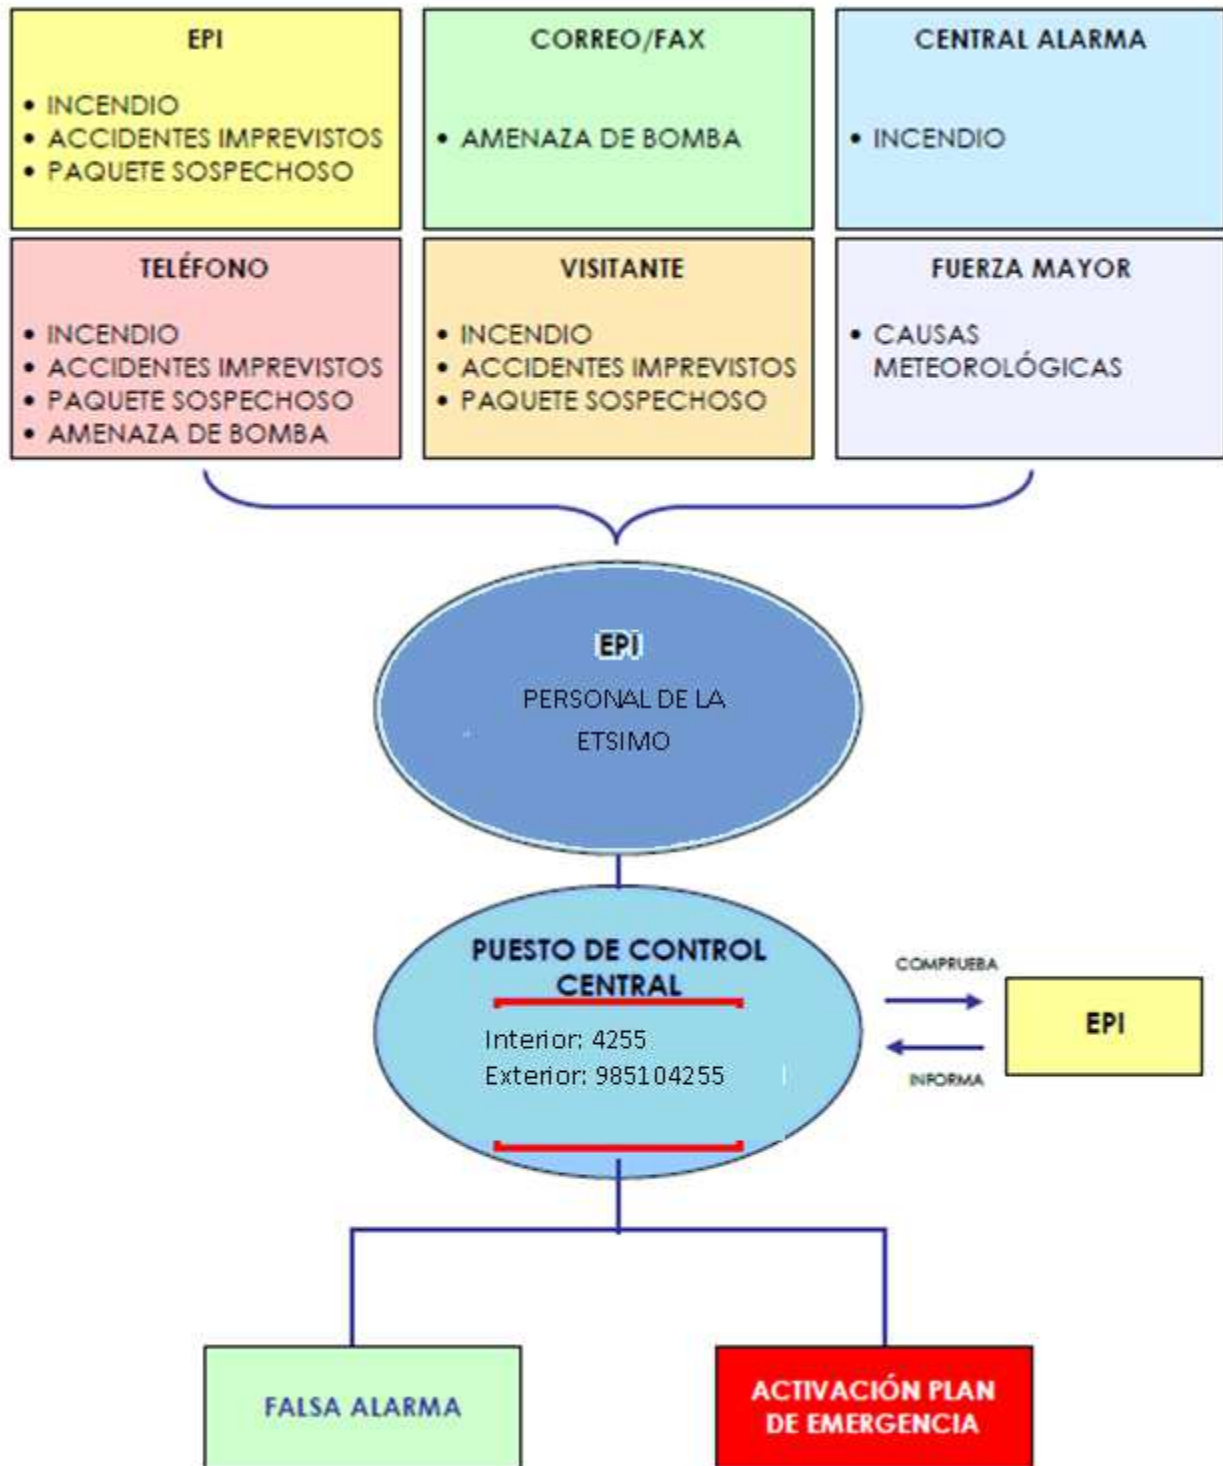 EPI
• INCENDIO
• ACCIDENTES IMPREVISTOS
• PAQUETE SOSPECHOSO
CORREO/FAX
• AMENAZA DE BOMBA
CENTRAL ALARMA
• INCENDIO
TELÉFONO
• INCENDIO
• ACCIDENTES IMPREVISTOS
• PAQUETE SOSPECHOSO
• AMENAZA DE BOMBA
VISITANTE
• INCENDIO
• ACCIDENTES IMPREVISTOS
• PAQUETE SOSPECHOSO
FUERZA MAYOR
• CAUSAS
METEOROLÓGICAS
EPI
PERSONAL DE LA
ETSIMO
PUESTO DE CONTROL
CENTRAL
Interior: 4255
Exterior: 985104255
COMPRUEBA
EPI
INFORMA
FALSA ALARMA
ACTIVACIÓN PLAN
DE EMERGENCIA